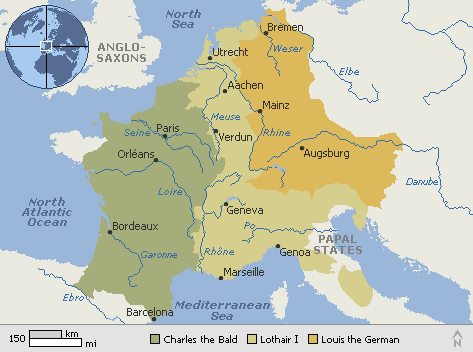 North
Sea
Bremen
Weser
ANGLO-
SAXONS
Utrecht
Elbe
Aachen
Mainz
Meuse
Seine
Paris
Verdun
Rhine
Orléans
Augsburg
Loire
Danube
North
Atlantic
Ocean
Geneva
Bordeaux
Po
PAPAL
STATES
Garonne
Rhône
Genoa
Marseille
Ebro
Mediterranean
Sea
Barcelona
150
km
mi
Charles the Bald
Lothair I
Louis the German
N